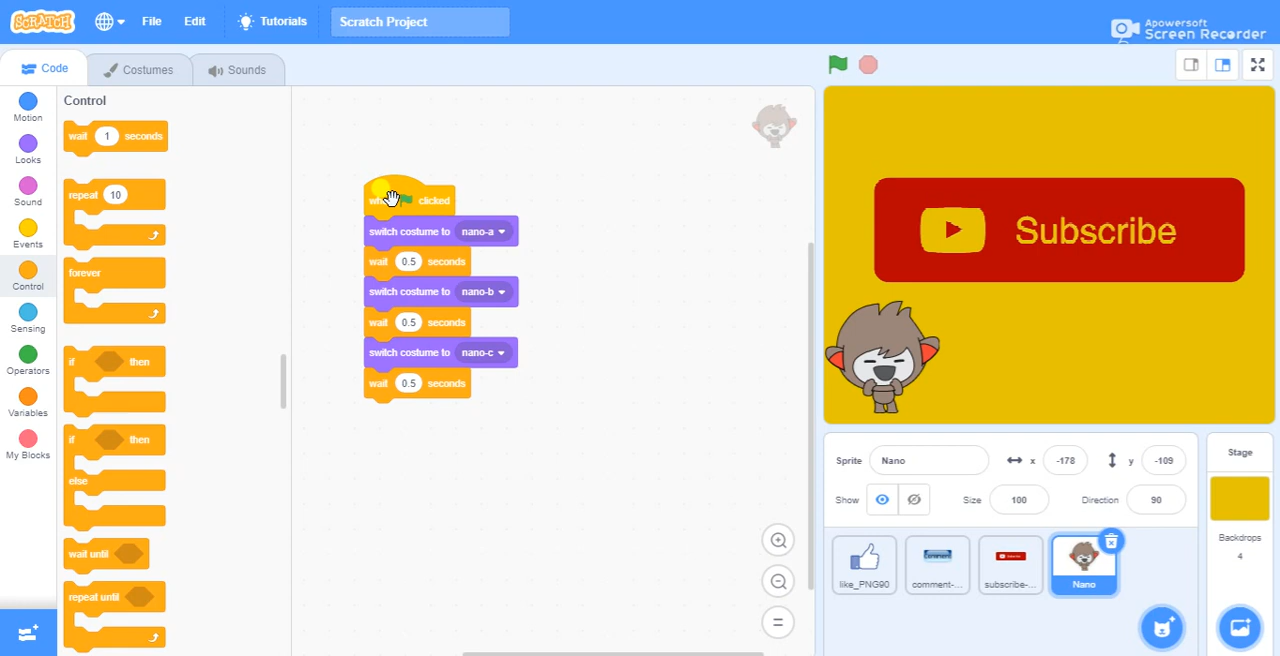 SCRATCH
File
Edit
Tutorials
Scratch Project
Apowersoft
Screen Recorder
Code
Costumes
Sounds
Motion
Looks
Sound
Events
Control
Sensing
Operators
Variables
My Blocks
Control
wait 1 seconds
repeat 10
forever
if then
if then
else
wait until
repeat until
clicked
switch costume to nano-a
wait 0.5 seconds
switch costume to nano-b
wait 0.5 seconds
switch costume to nano-c
wait 0.5 seconds
Subscribe
Sprite Nano x -178 y -109
Show Size 100 Direction 90
like_PNG90
comment-...
subscribe-...
Nano
Stage
Backdrops
4